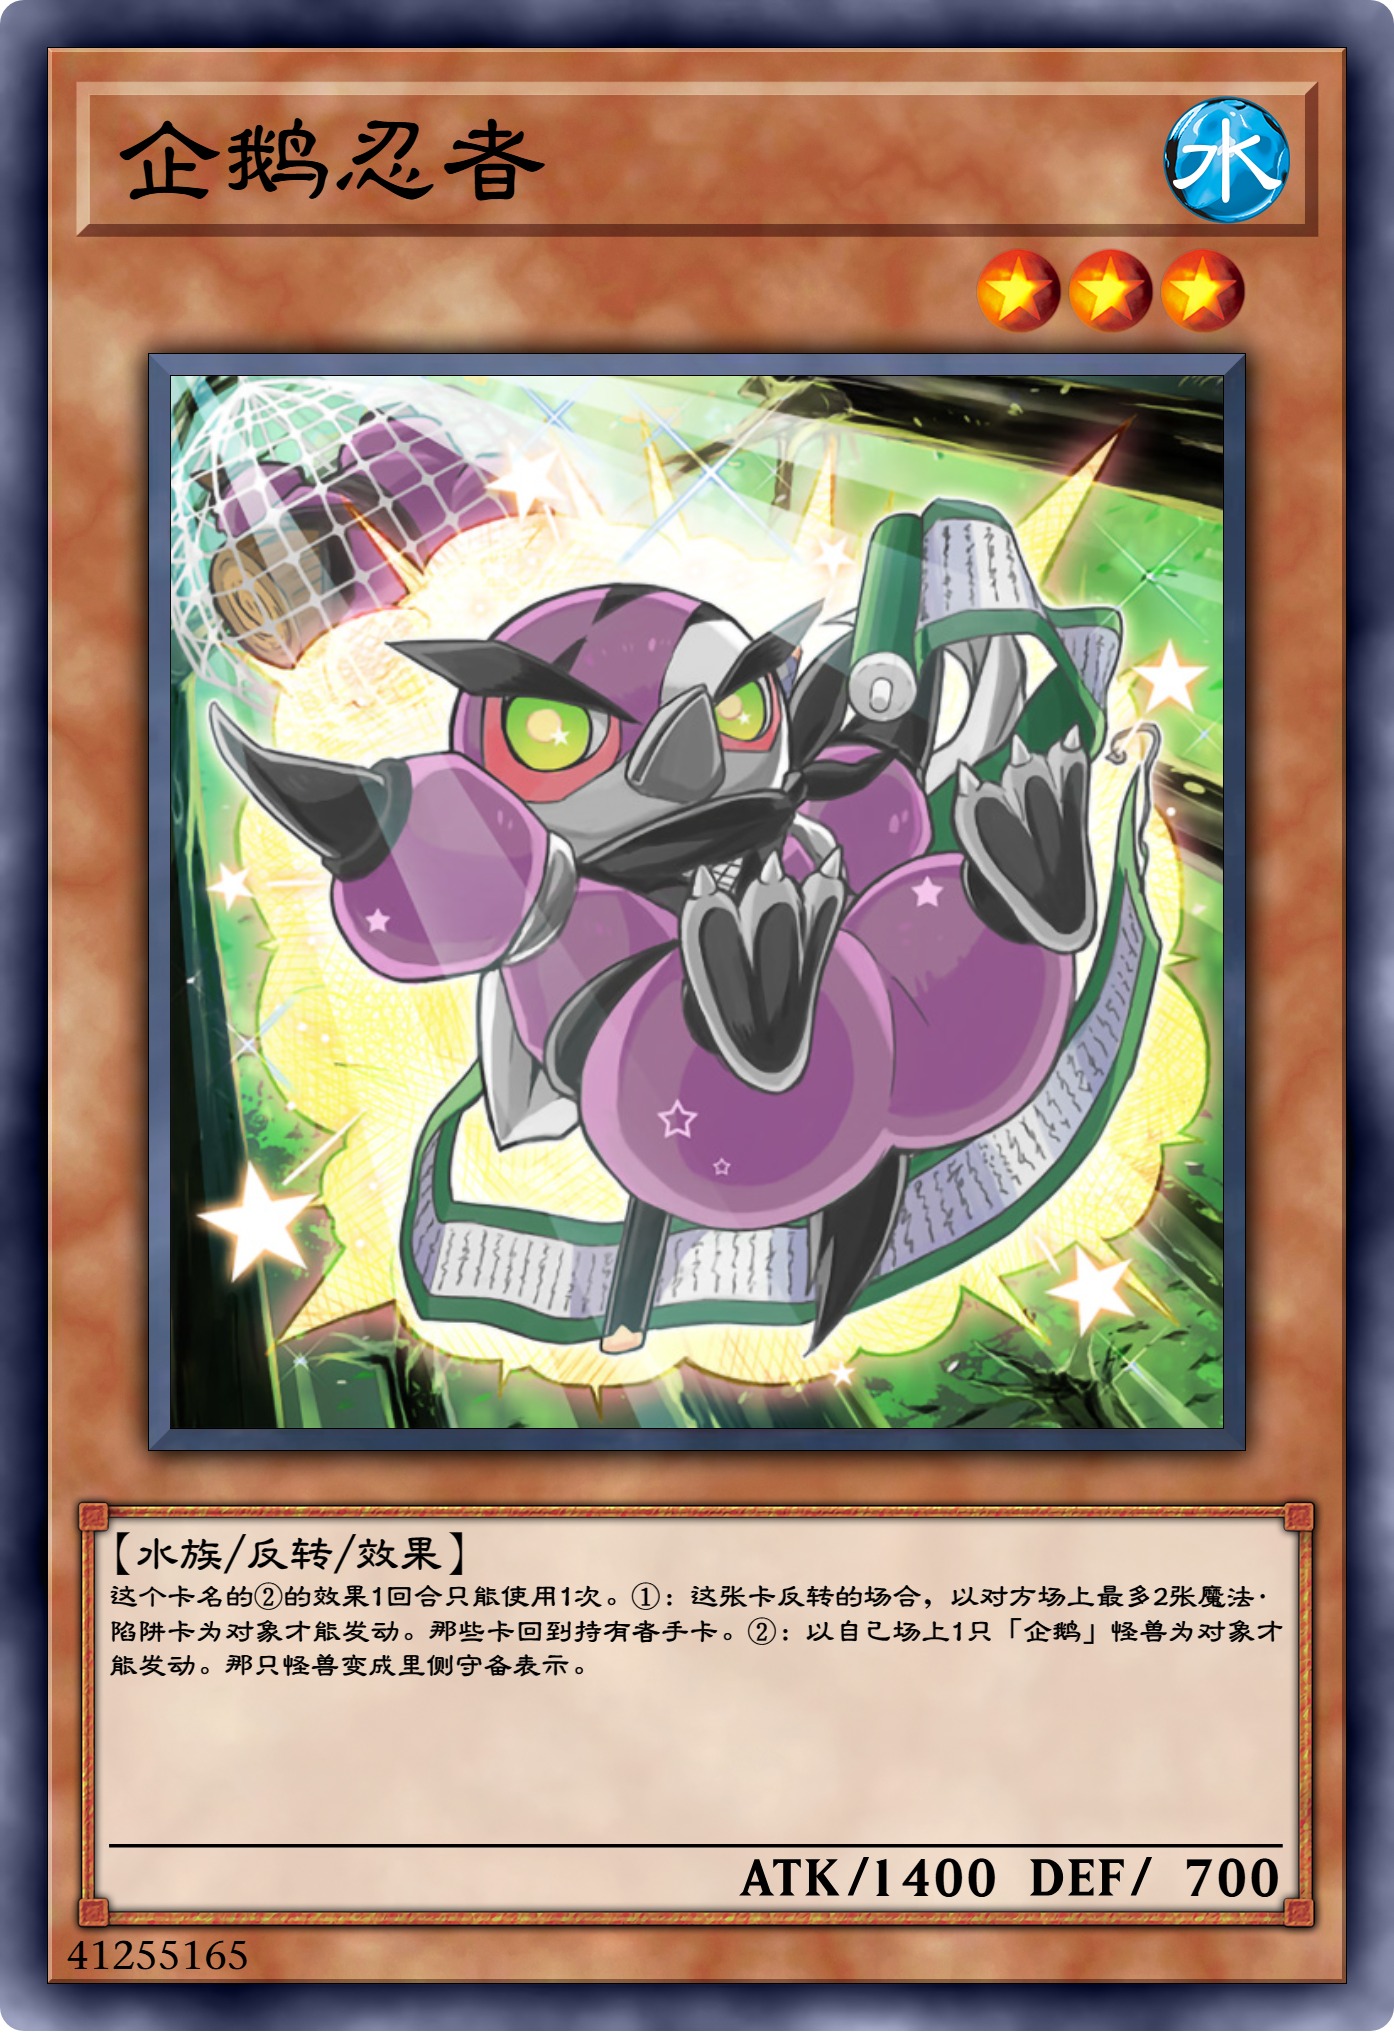 企鹅忍者
水
【水族/反转/效果】
这个卡名的②的效果1回合只能使用1次。①：这张卡反转的场合，以对方场上最多2张魔法·
陷阱卡为对象才能发动。那些卡回到持有者手卡。②：以自己场上1只「企鹅」怪兽为对象才
能发动。那只怪兽变成里侧守备表示。
ATK/1400 DEF/ 700
41255165